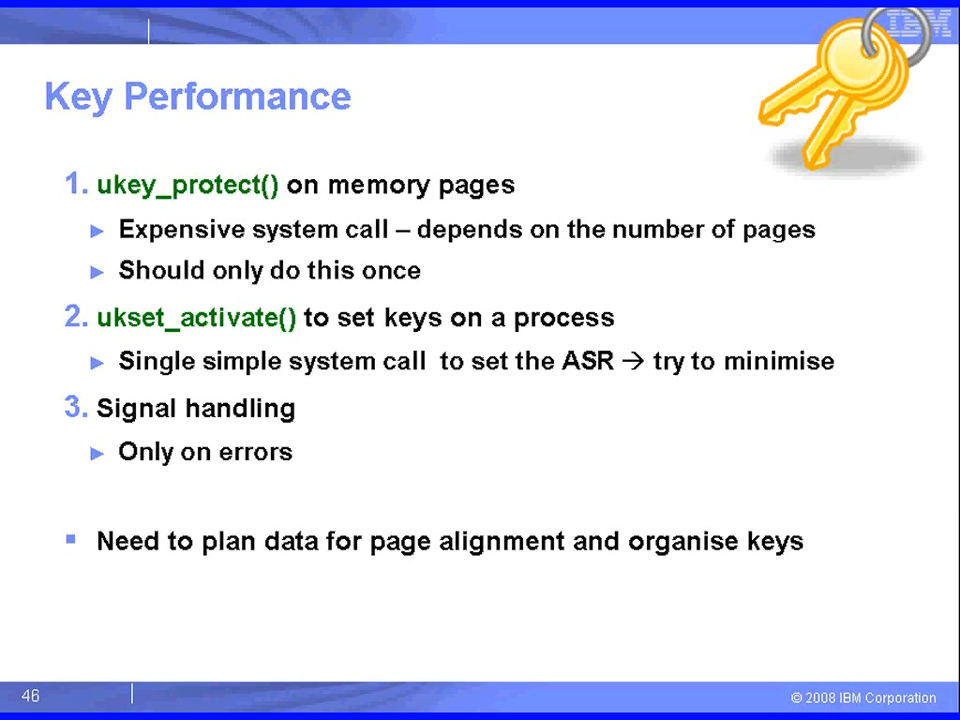 IBM
Key Performance
1. ukey_protect() on memory pages
► Expensive system call – depends on the number of pages
► Should only do this once
2. ukset_activate() to set keys on a process
► Single simple system call to set the ASR → try to minimise
3. Signal handling
► Only on errors
▪ Need to plan data for page alignment and organise keys
46
© 2008 IBM Corporation